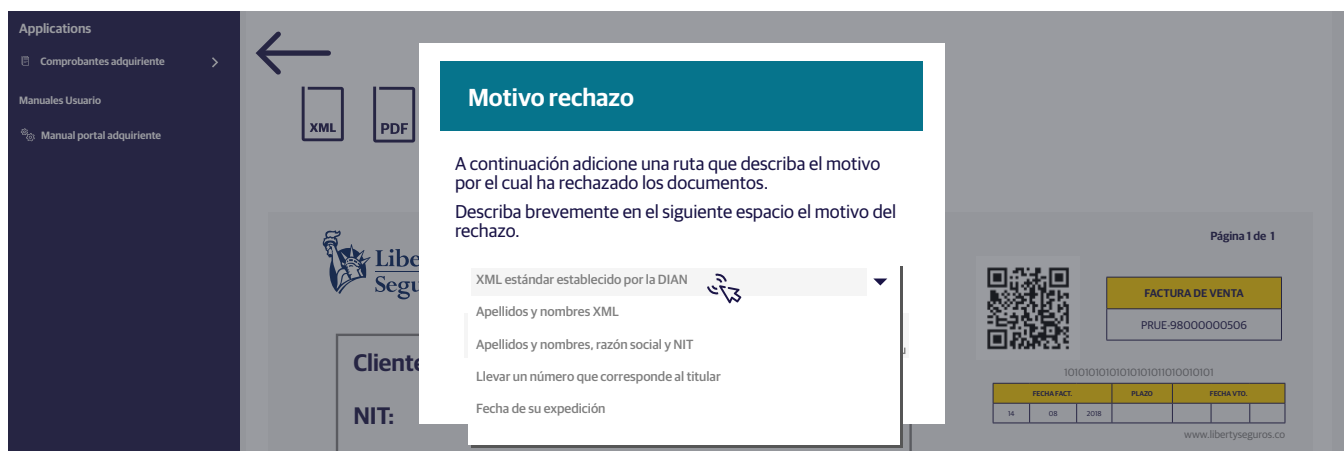 Applications
Comprobantes adquiriente
Manuales Usuario
Manual portal adquiriente
XML
PDF
Motivo rechazo
A continuación adicione una ruta que describa el motivo
por el cual ha rechazado los documentos.
Describa brevemente en el siguiente espacio el motivo del
rechazo.
XML estándar establecido por la DIAN
Apellidos y nombres XML
Apellidos y nombres, razón social y NIT
Llevar un número que corresponde al titular
Fecha de su expedición
Libe
Segu
Cliente
NIT:
Página 1 de 1
FACTURA DE VENTA
PRUE-98000000506
FECHA FACT. PLAZO FECHA VTO.
14 08 2018
www.libertyseguros.co